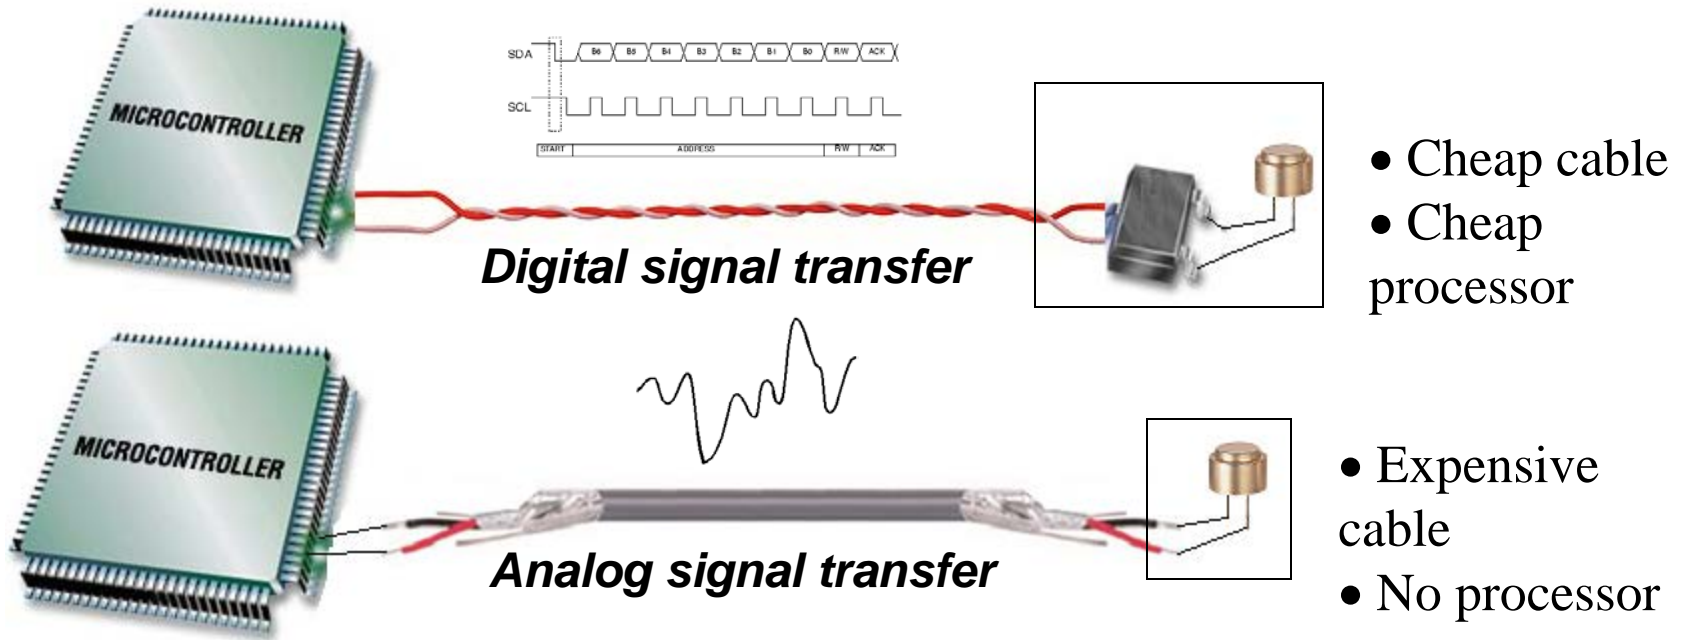 MICROCONTROLLER
SDA B6 B5 B4 B3 B2 B1 B0 R/W ACK
SCL
START ADDRESS R/W ACK
Digital signal transfer
• Cheap cable
• Cheap
processor
MICROCONTROLLER
Analog signal transfer
• Expensive
cable
• No processor